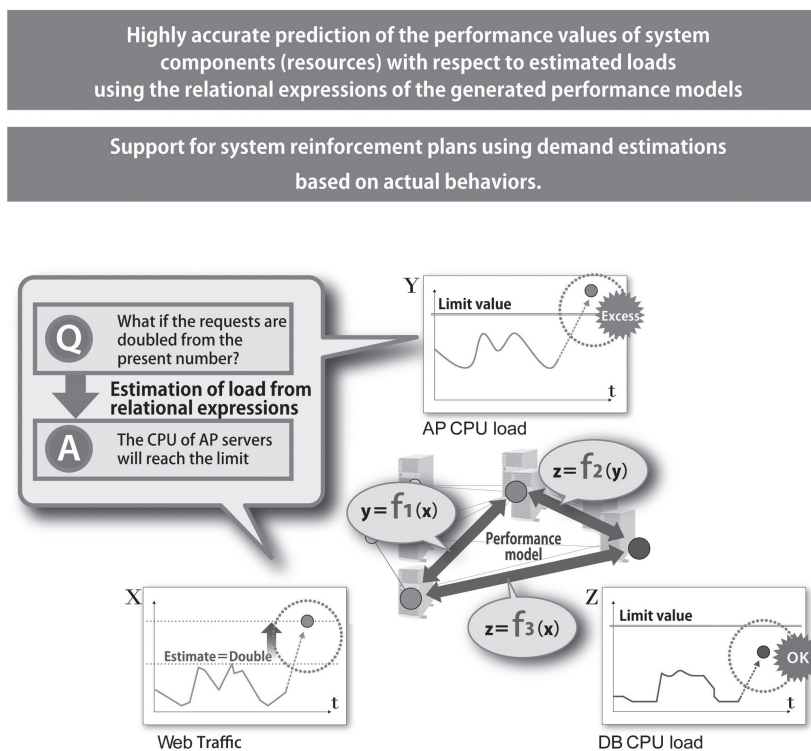 Highly accurate prediction of the performance values of system
components (resources) with respect to estimated loads
using the relational expressions of the generated performance models
Support for system reinforcement plans using demand estimations
based on actual behaviors.
Q
What if the requests are
doubled from the
present number?
Estimation of load from
relational expressions
A
The CPU of AP servers
will reach the limit
Y
Limit value
Excess
t
AP CPU load
z=f2(y)
y=f1(x)
Performance
model
z=f3(x)
X
Estimate=Double
t
Web Traffic
Z
Limit value
OK
t
DB CPU load